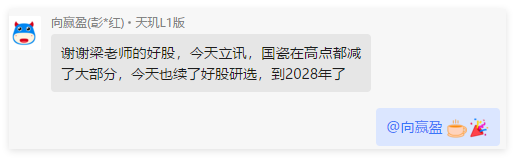 向赢盈(彭*红) • 天玑L1版
谢谢梁老师的好股，今天立讯，国瓷在高点都减
了大部分，今天也续了好股研选，到2028年了
@向赢盈